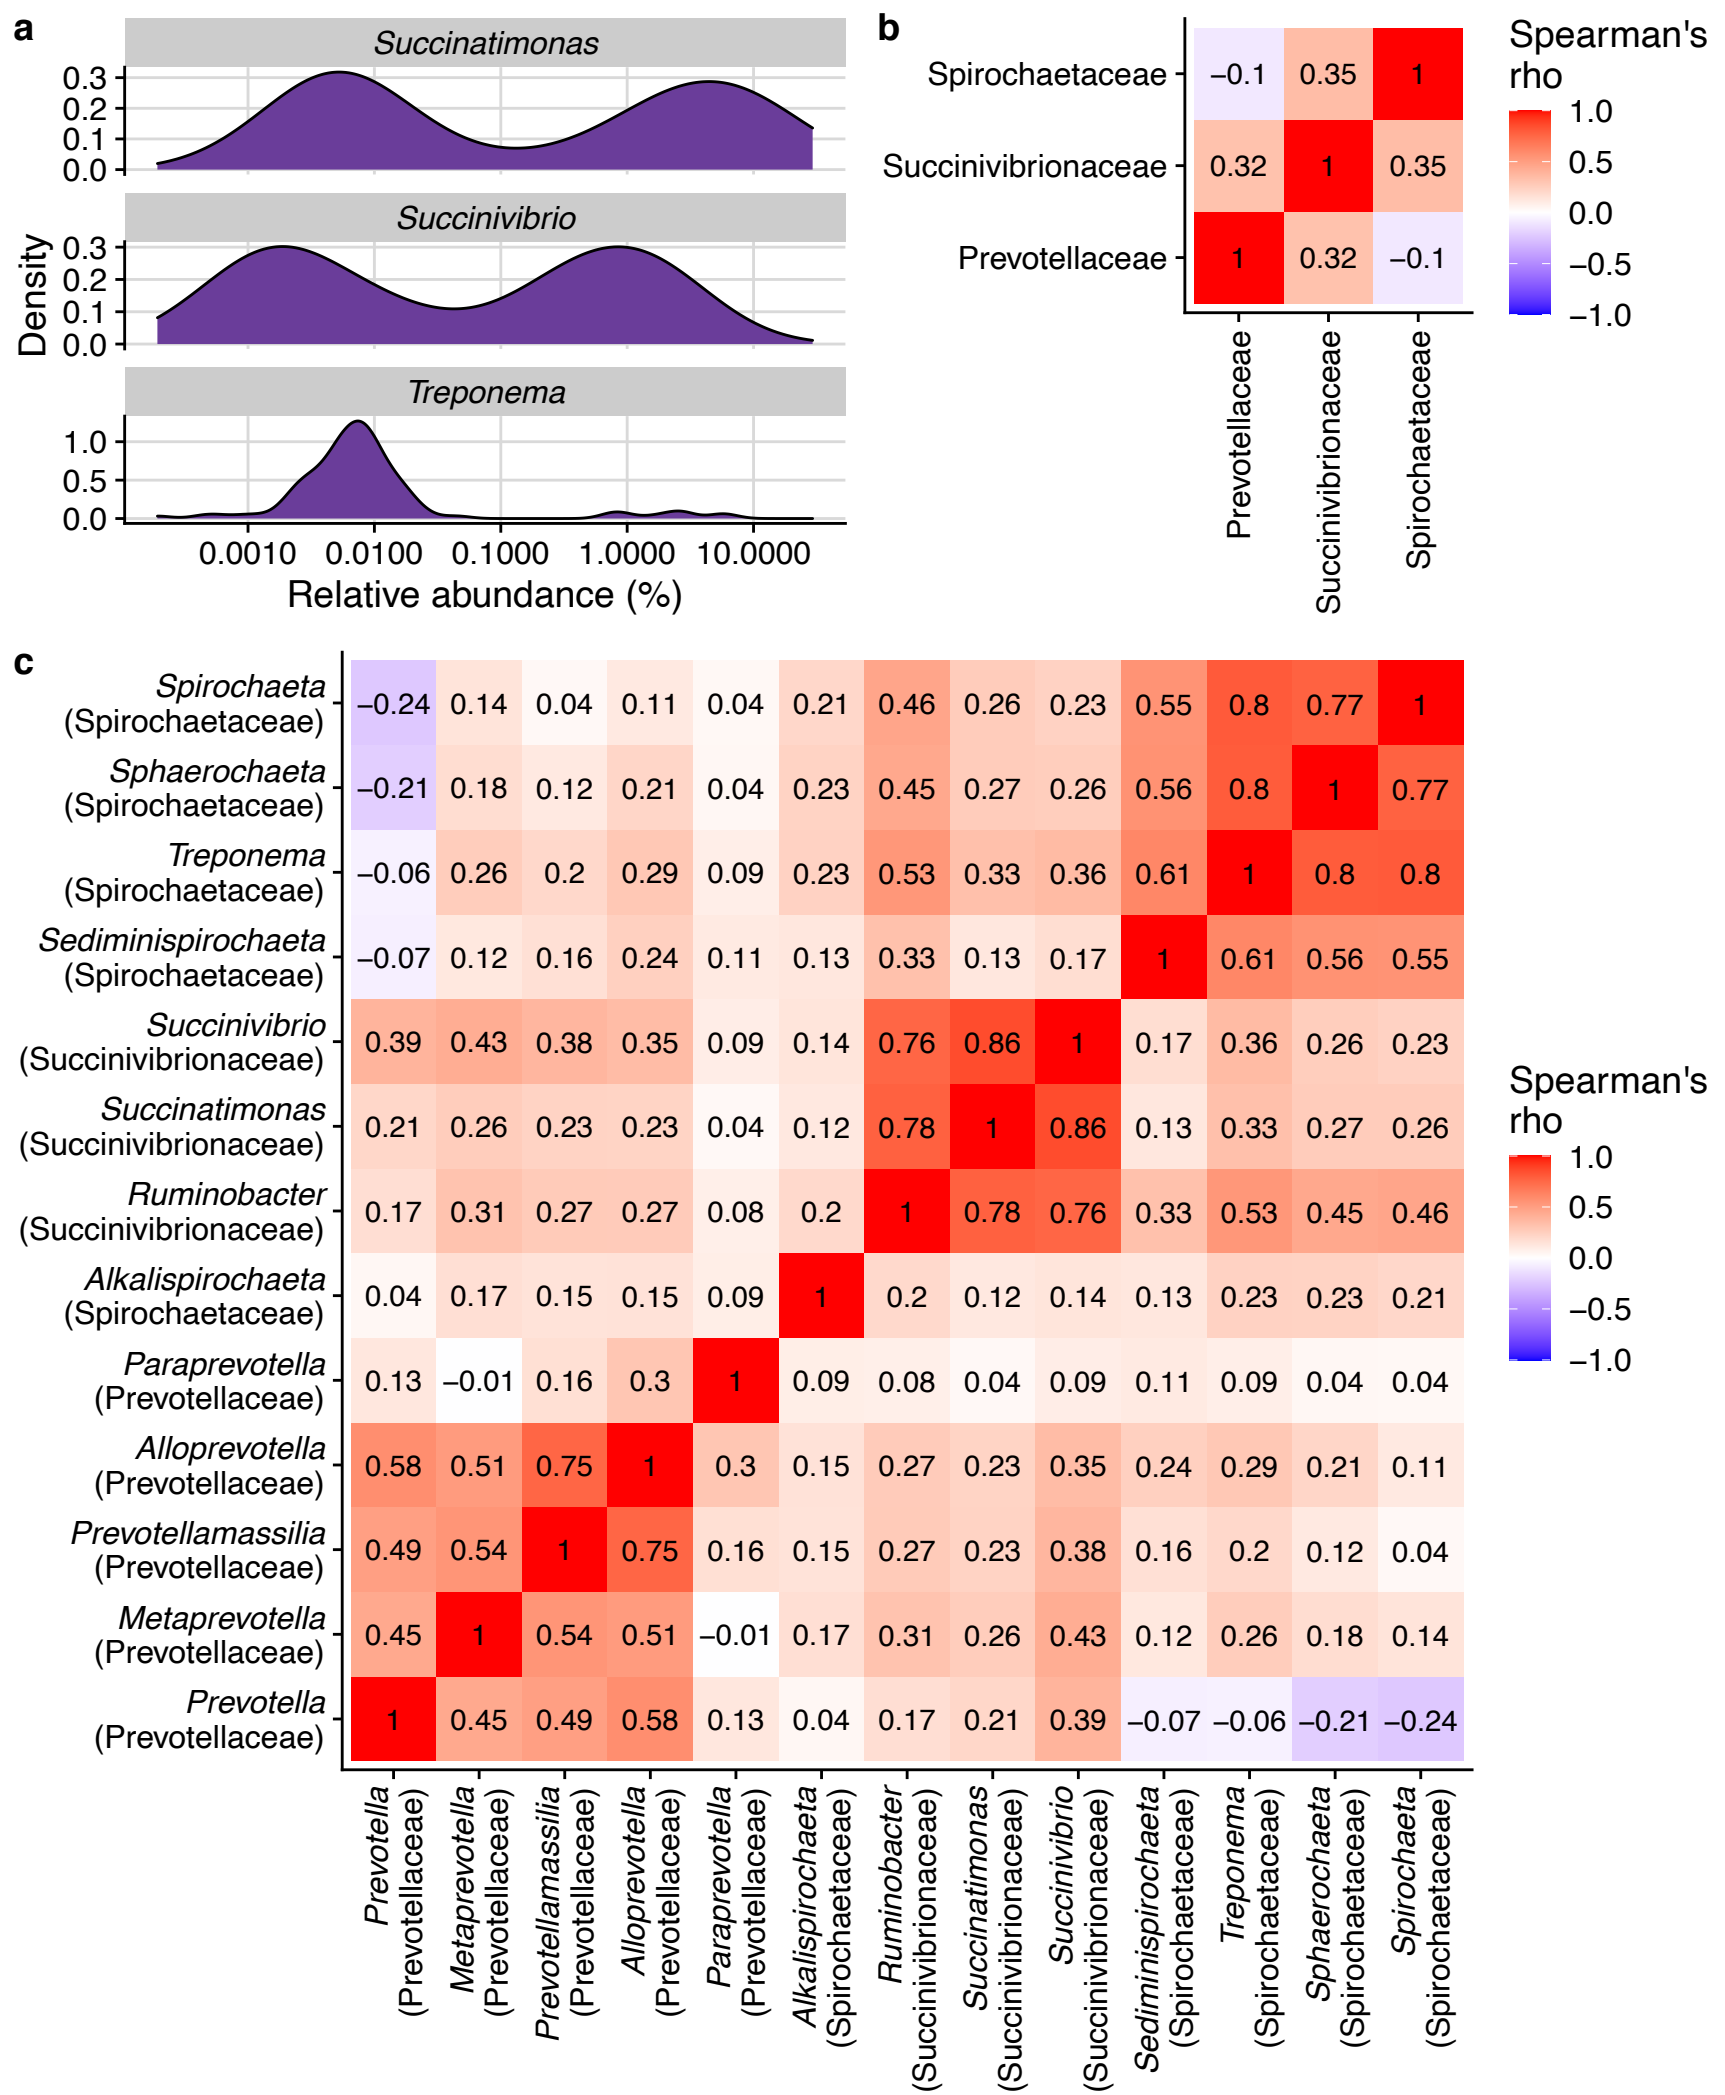 a
Succinatimonas
0.3
0.2
0.1
0.0
Succinivibrio
0.3
0.2
0.1
0.0
Treponema
1.0
0.5
0.0
Density
0.0010 0.0100 0.1000 1.0000 10.0000
Relative abundance (%)
b
Spirochaetaceae −0.1 0.35 1
Succinivibrionaceae 0.32 1 0.35
Prevotellaceae 1 0.32 −0.1
Prevotellaceae
Succinivibrionaceae
Spirochaetaceae
Spearman's
rho
1.0
0.5
0.0
−0.5
−1.0
c
Spirochaeta
(Spirochaetaceae)
−0.24 0.14 0.04 0.11 0.04 0.21 0.46 0.26 0.23 0.55 0.8 0.77 1
Sphaerochaeta
(Spirochaetaceae)
−0.21 0.18 0.12 0.21 0.04 0.23 0.45 0.27 0.26 0.56 0.8 1 0.77
Treponema
(Spirochaetaceae)
−0.06 0.26 0.2 0.29 0.09 0.23 0.53 0.33 0.36 0.61 1 0.8 0.8
Sediminispirochaeta
(Spirochaetaceae)
−0.07 0.12 0.16 0.24 0.11 0.13 0.33 0.13 0.17 1 0.61 0.56 0.55
Succinivibrio
(Succinivibrionaceae)
0.39 0.43 0.38 0.35 0.09 0.14 0.76 0.86 1 0.17 0.36 0.26 0.23
Succinatimonas
(Succinivibrionaceae)
0.21 0.26 0.23 0.23 0.04 0.12 0.78 1 0.86 0.13 0.33 0.27 0.26
Ruminobacter
(Succinivibrionaceae)
0.17 0.31 0.27 0.27 0.08 0.2 1 0.78 0.76 0.33 0.53 0.45 0.46
Alkalispirochaeta
(Spirochaetaceae)
0.04 0.17 0.15 0.15 0.09 1 0.2 0.12 0.14 0.13 0.23 0.23 0.21
Paraprevotella
(Prevotellaceae)
0.13 −0.01 0.16 0.3 1 0.09 0.08 0.04 0.09 0.11 0.09 0.04 0.04
Alloprevotella
(Prevotellaceae)
0.58 0.51 0.75 1 0.3 0.15 0.27 0.23 0.35 0.24 0.29 0.21 0.11
Prevotellamassilia
(Prevotellaceae)
0.49 0.54 1 0.75 0.16 0.15 0.27 0.23 0.38 0.16 0.2 0.12 0.04
Metaprevotella
(Prevotellaceae)
0.45 1 0.54 0.51 −0.01 0.17 0.31 0.26 0.43 0.12 0.26 0.18 0.14
Prevotella
(Prevotellaceae)
1 0.45 0.49 0.58 0.13 0.04 0.17 0.21 0.39 −0.07 −0.06 −0.21 −0.24
Prevotella
(Prevotellaceae)
Metaprevotella
(Prevotellaceae)
Prevotellamassilia
(Prevotellaceae)
Alloprevotella
(Prevotellaceae)
Paraprevotella
(Prevotellaceae)
Alkalispirochaeta
(Spirochaetaceae)
Ruminobacter
(Succinivibrionaceae)
Succinatimonas
(Succinivibrionaceae)
Succinivibrio
(Succinivibrionaceae)
Sediminispirochaeta
(Spirochaetaceae)
Treponema
(Spirochaetaceae)
Sphaerochaeta
(Spirochaetaceae)
Spirochaeta
(Spirochaetaceae)
Spearman's
rho
1.0
0.5
0.0
−0.5
−1.0